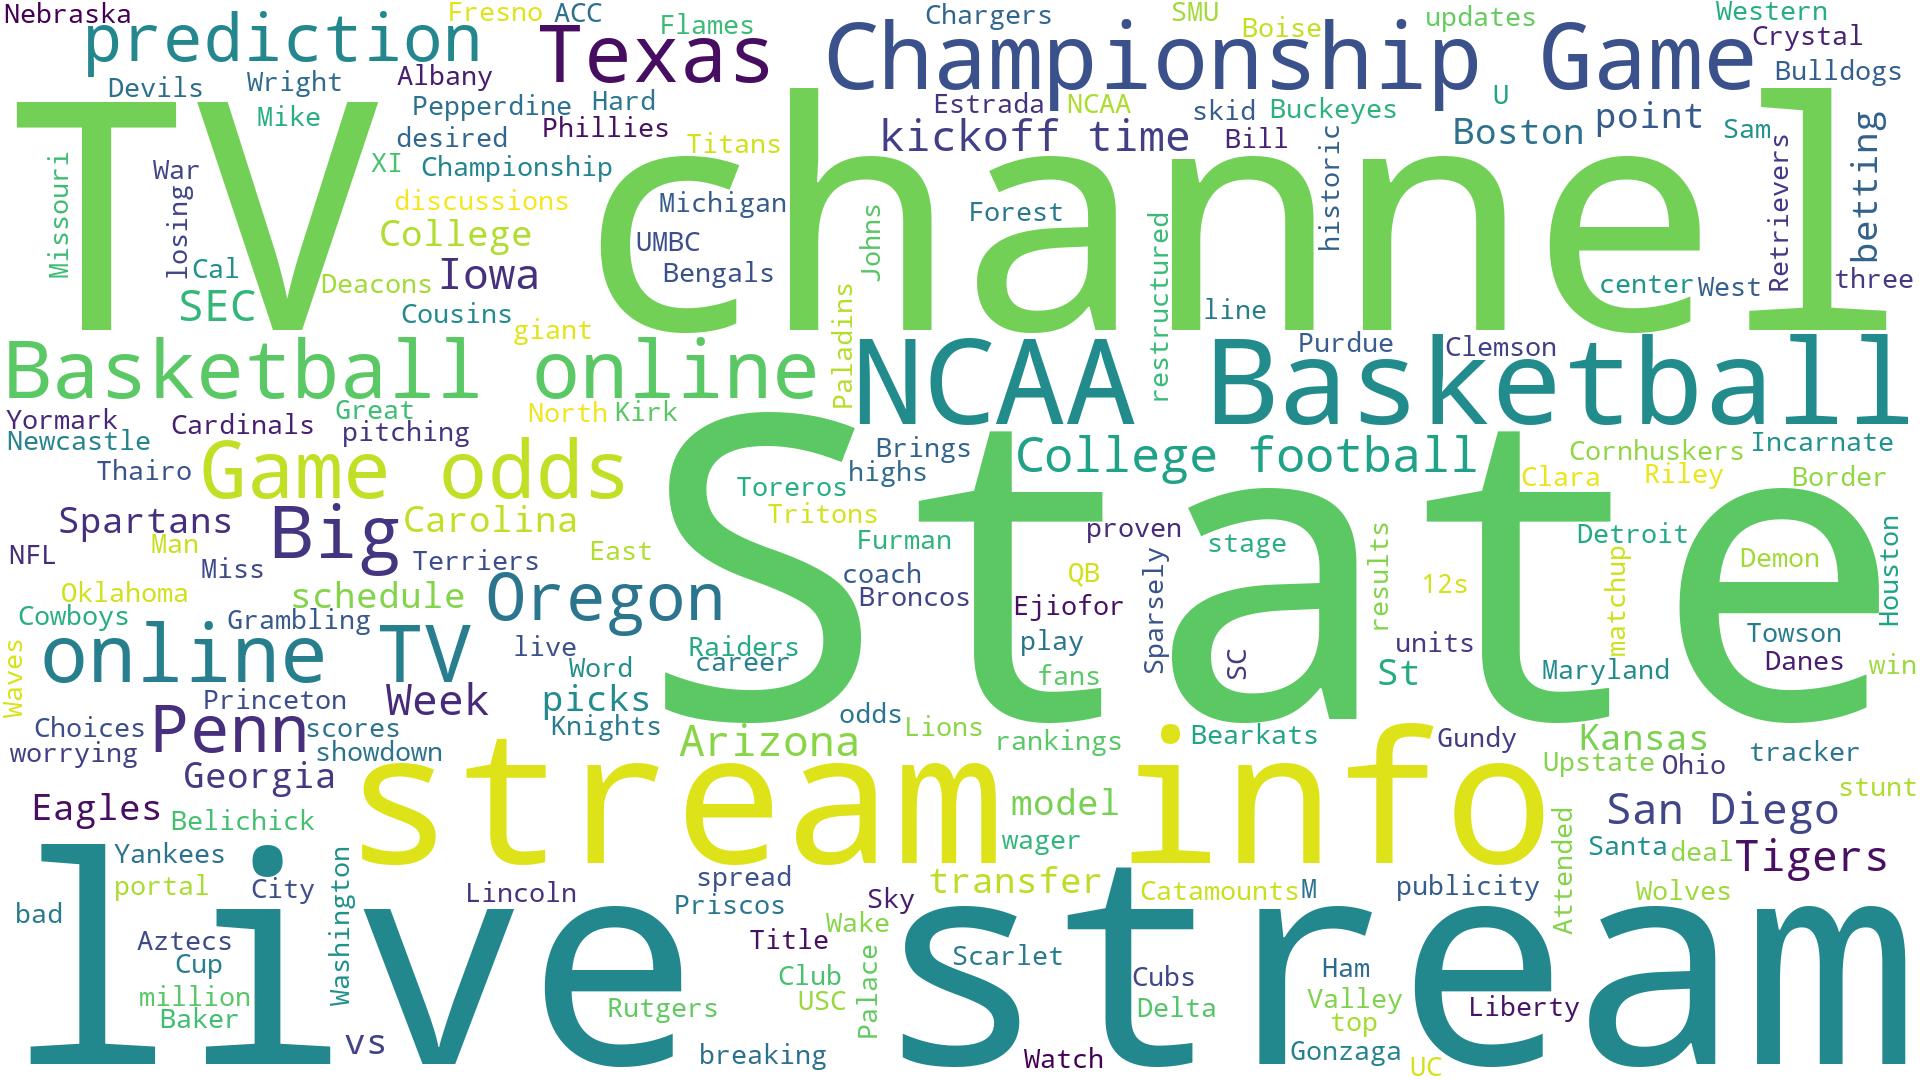 Nebraska
prediction
Fresno
ACC
Flames
Texas
Chargers
Championship Game
SMU
Boise
updates
Western
Crystal
Bulldogs
Devils
Wright
Albany
Mike
Pepperdine
Hard
desired
Phillies
Titans
Estrada
NCAA
kickoff time
skid
Buckeyes
Bill
U
Boston
point
Sam
betting
Retrievers
TV channel
Missouri
War
losing
XI
Championship
discussions
College
Michigan
UMBC
Bengals
Johns
Forest
restructured
historic
Cal
SEC
Deacons
Iowa
Cousins
giant
Paladins
line
center
West
three
Basketball online
NCAA Basketball
Purdue
Clemson
Yormark
Newcastle
Cardinals
Great
pitching
North
Kirk
Thairo
Game odds
Brings
highs
College football
Cornhuskers
Incarnate
Clara
Riley
Border
State
Toreros
Tritons
Spartans
Big
Carolina
NFL
Man
Miss
Terriers
East
Furman
proven
stage
results
Detroit
Demon
Houston
Oklahoma
Cowboys
schedule
Grambling
Oregon
coach
Broncos
QB
Ejiofor
Sparsely
12s
matchup
online TV
live
Raiders
career
play
fans
SC
units
St
Towson
Danes
Maryland
win
Waves
Princeton
Week
Word
picks
Knights
Choices
worrying
Penn
scores
showdown
odds
Lions
Arizona
rankings
Bearkats
Gundy
Kansas
Upstate
Ohio
tracker
stunt
Georgia
stream info
Eagles
Belichick
model
wager
San Diego
Attended
Santa
deal
Tigers
Yankees
portal
City
Washington
Lincoln
spread
Priscos
Sky
transfer
Catamounts
M
publicity
Wolves
bad
live stream
Aztecs
Cup
million
Baker
vs
Rutgers
Title
Wake
Club
USC
Palace
Scarlet
Cubs
Delta
Ham
Valley
top
Liberty
breaking
Watch
Gonzaga
UC